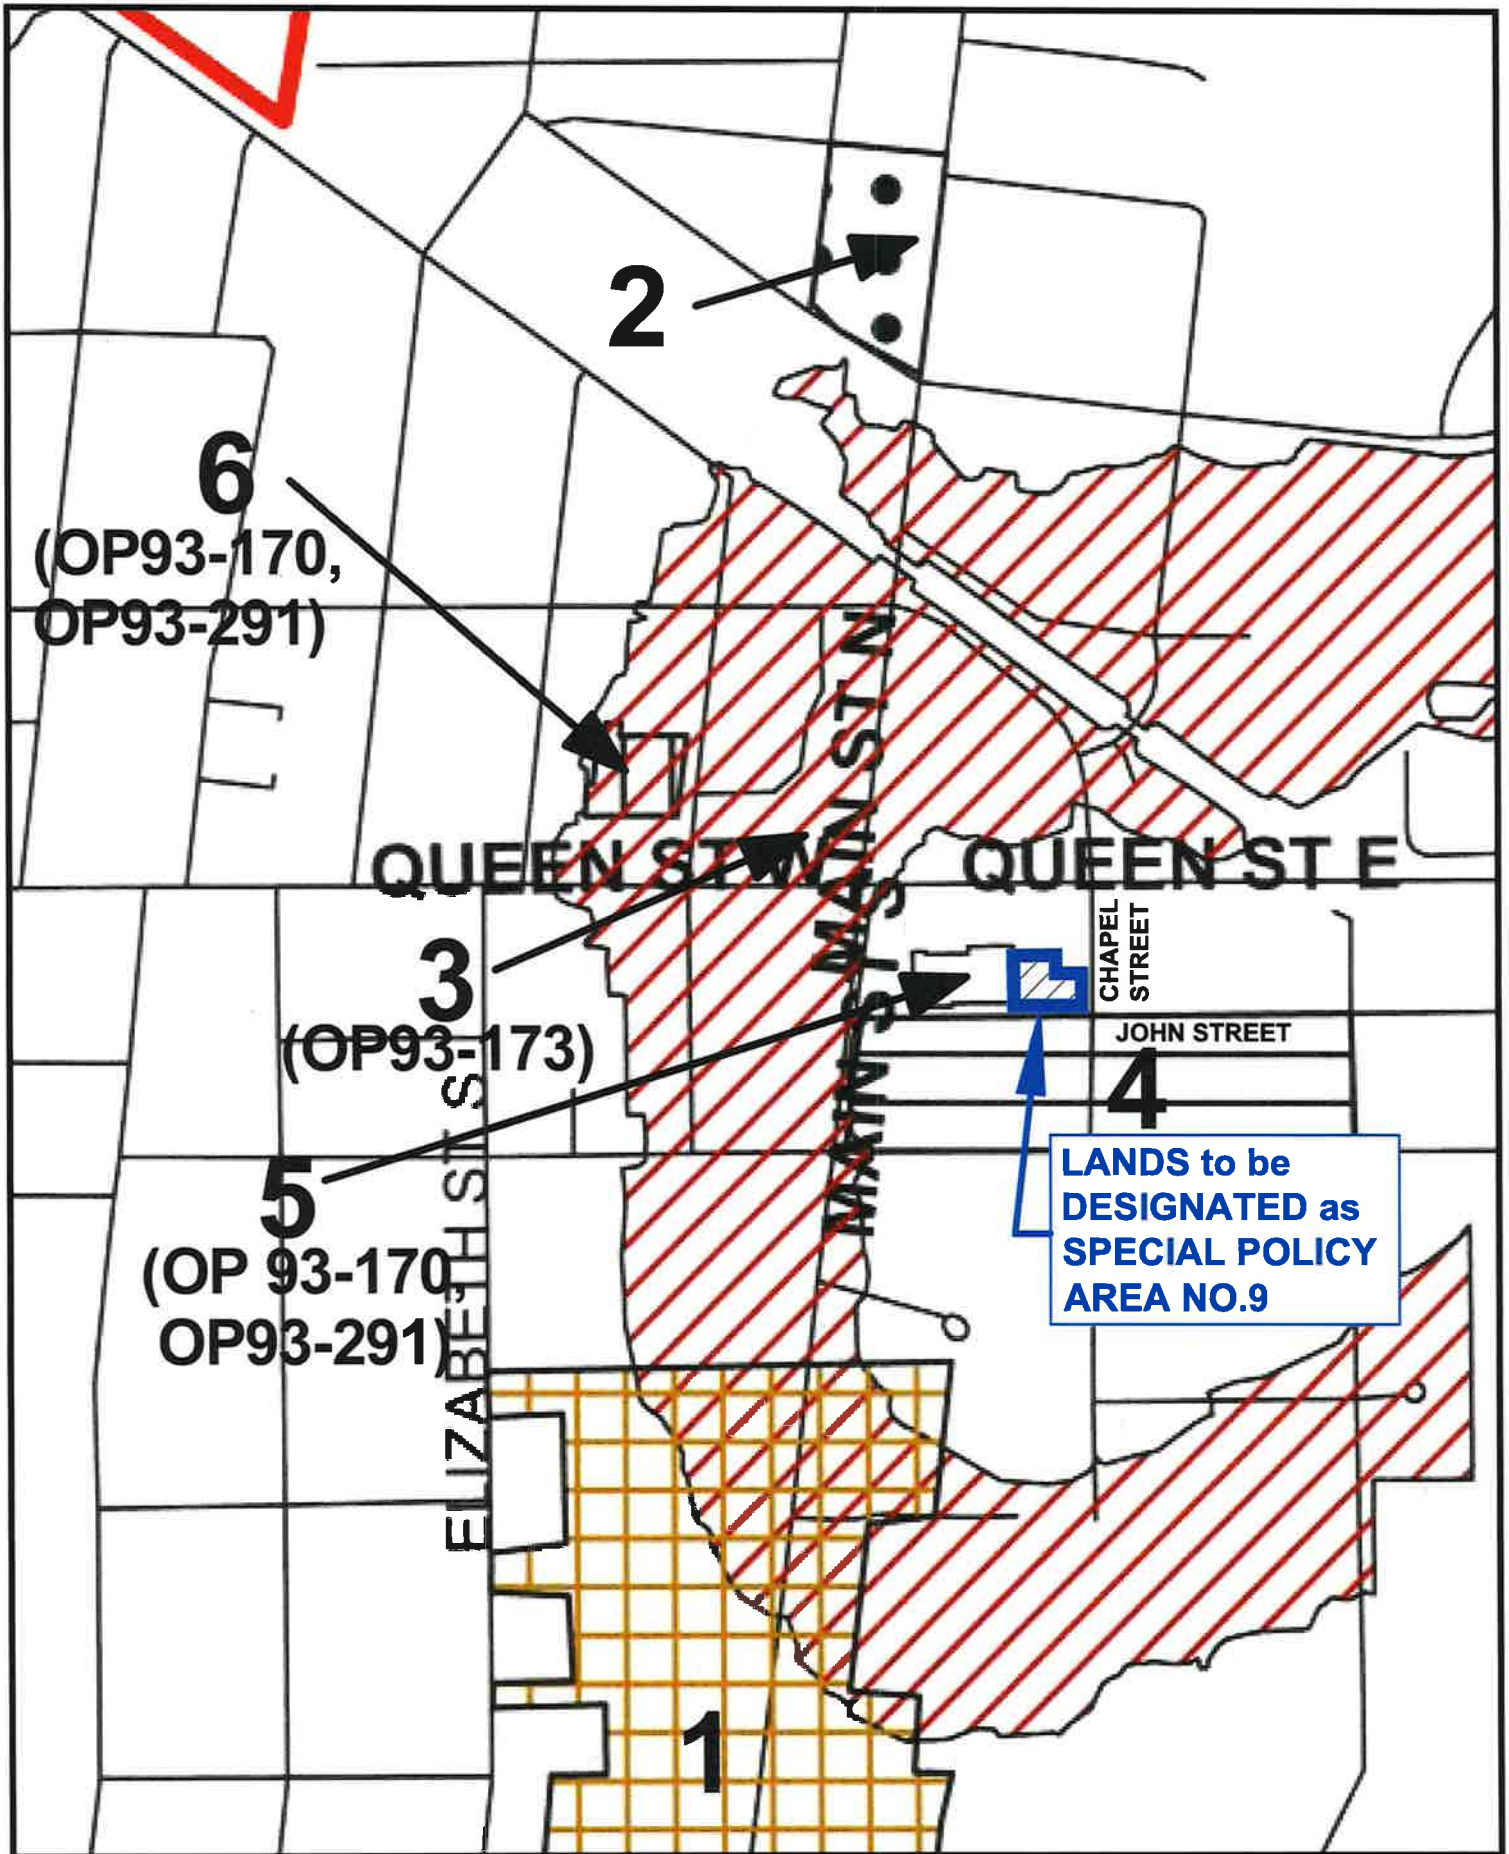 2
6
(OP93-170,
OP93-291)
MAIN ST N
QUEEN ST W
QUEEN ST E
CHAPEL
STREET
3
(OP93-173)
MAIN ST S
JOHN STREET
4
5
(OP 93-170,
OP93-291)
ELIZABETH ST S
LANDS to be
DESIGNATED as
SPECIAL POLICY
AREA NO.9
1